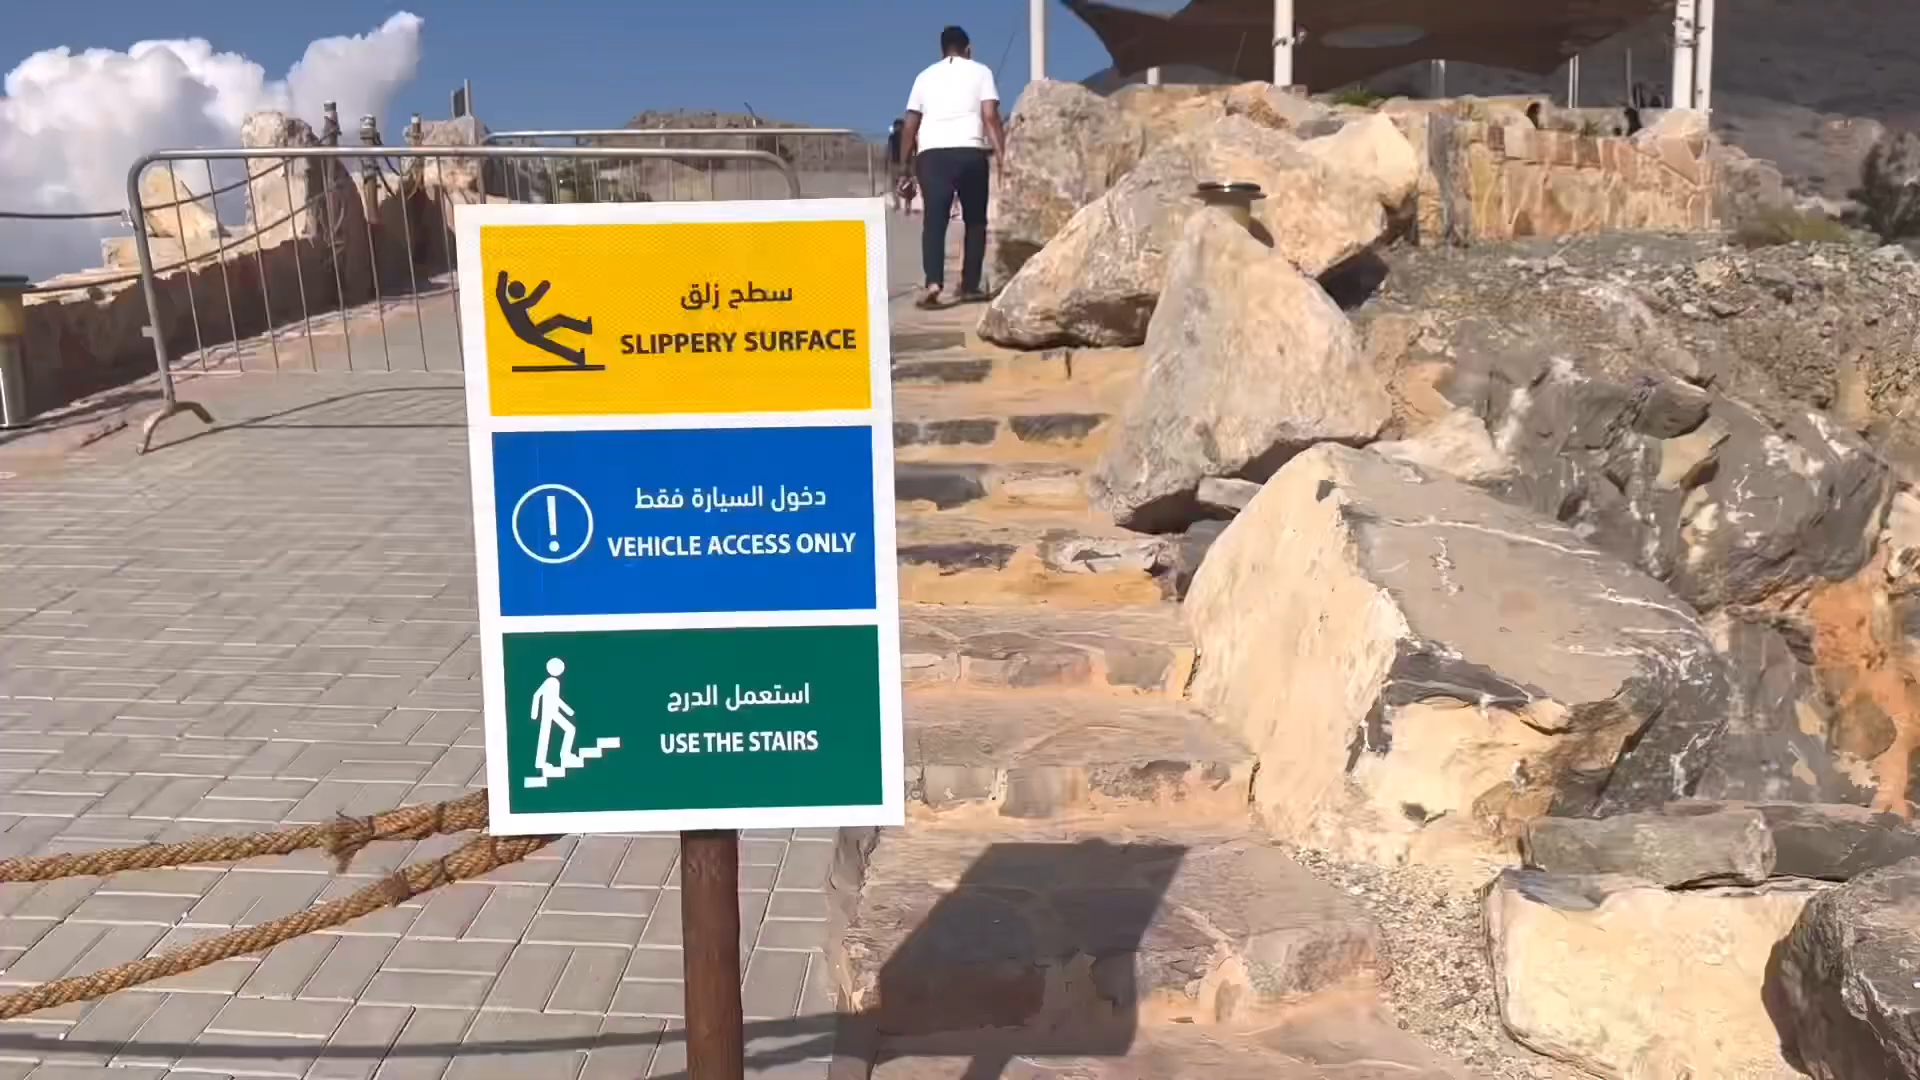 سطح زلق
SLIPPERY SURFACE
دخول السيارة فقط
VEHICLE ACCESS ONLY
استعمل الدرج
USE THE STAIRS